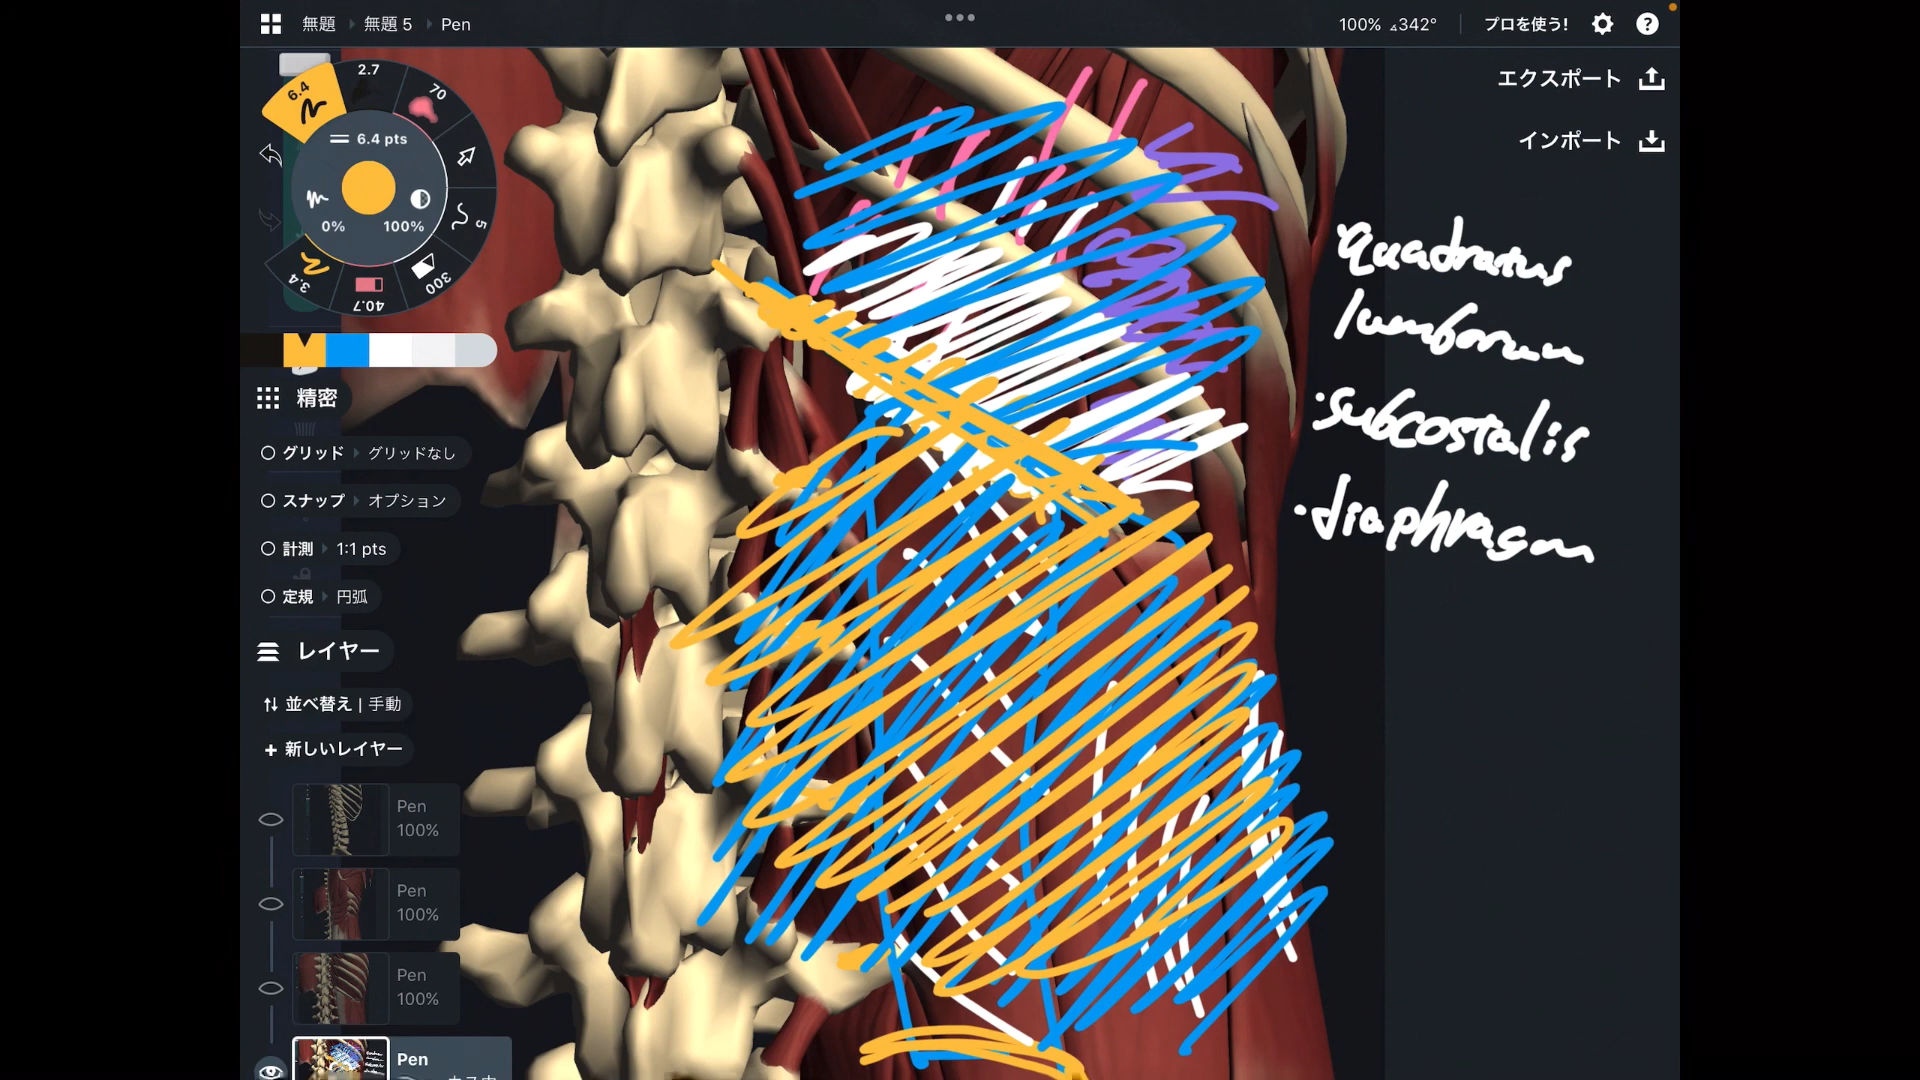 無題 無題 5 Pen
100% 342° プロを使う!
エクスポート
インポート
6.4
2.7
70
6.4 pts
0% 100%
5
300
40.7
3.4
精密
グリッド グリッドなし
スナップ オプション
計測 1:1 pts
定規 円弧
レイヤー
並べ替え | 手動
+ 新しいレイヤー
Pen
100%
Pen
100%
Pen
100%
Pen
・quadratus
lumborum
・subcostalis
・diaphragm